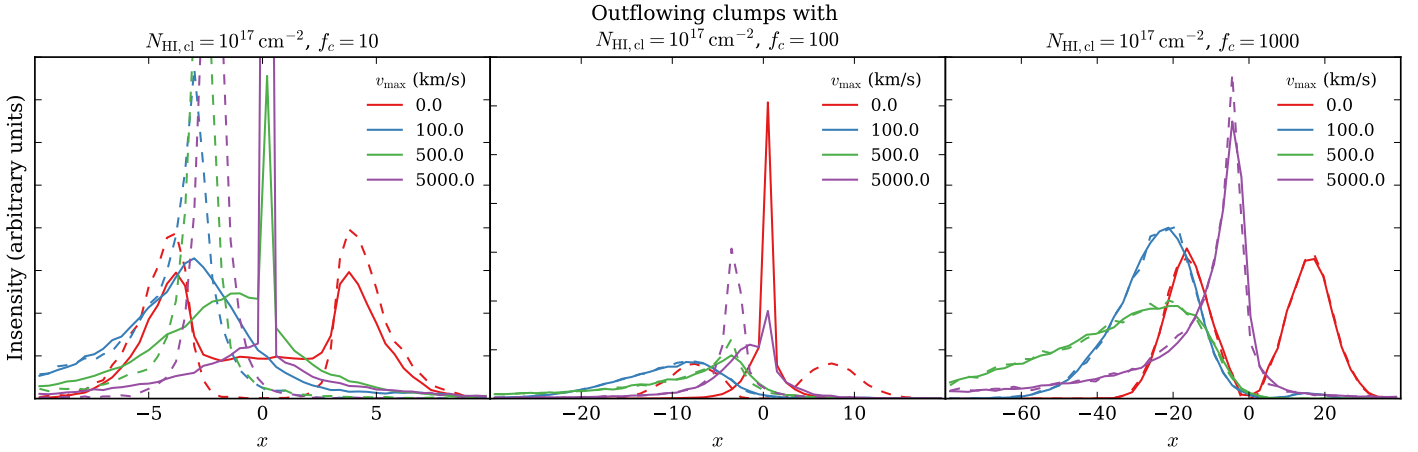 Outflowing clumps with
N_HI,cl = 10^17 cm^−2, f_c = 10
N_HI,cl = 10^17 cm^−2, f_c = 100
N_HI,cl = 10^17 cm^−2, f_c = 1000
Insensity (arbitrary units)
v_max (km/s)
0.0
100.0
500.0
5000.0
−5 0 5
x
v_max (km/s)
0.0
100.0
500.0
5000.0
−20 −10 0 10
x
v_max (km/s)
0.0
100.0
500.0
5000.0
−60 −40 −20 0 20
x